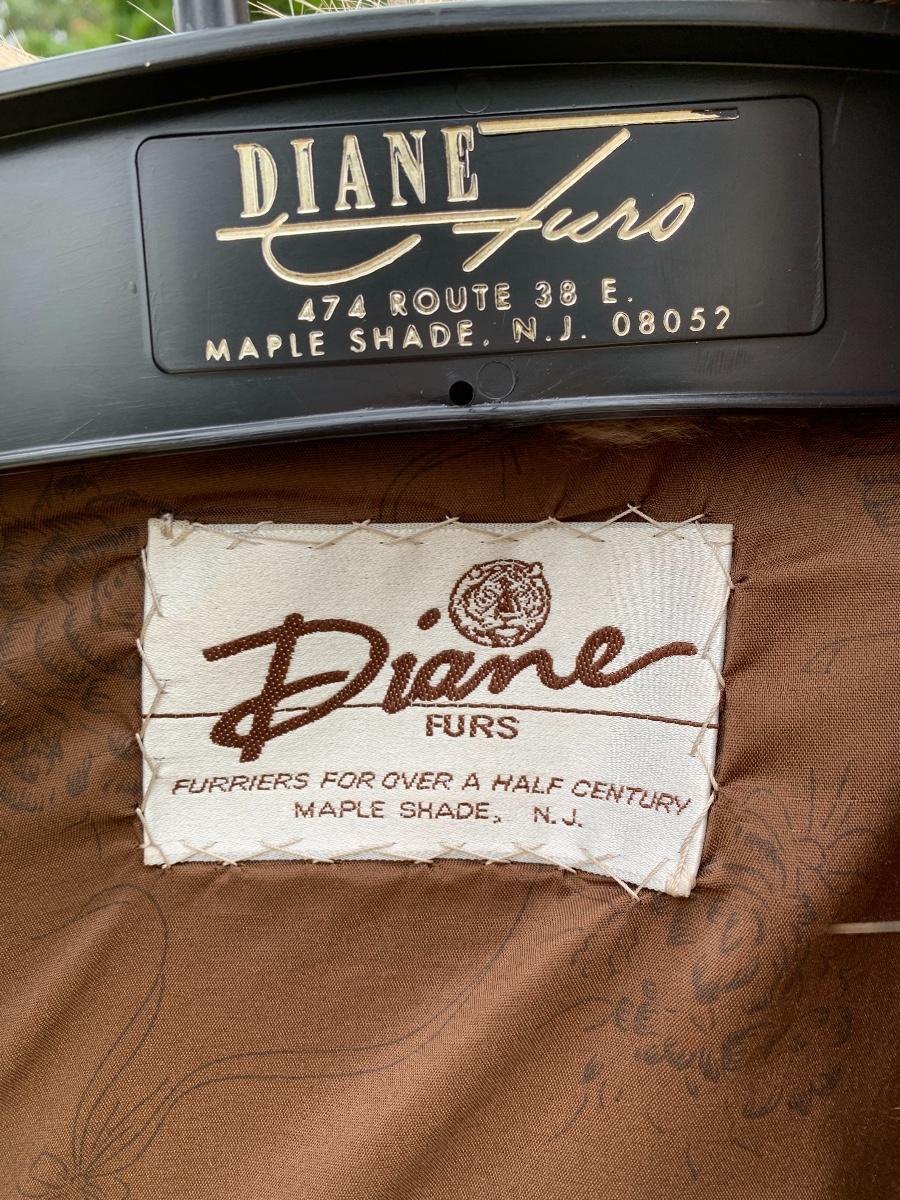 DIANE Furs
474 ROUTE 38 E.
MAPLE SHADE, N.J. 08052
Diane
FURS
FURRIERS FOR OVER A HALF CENTURY
MAPLE SHADE, N.J.